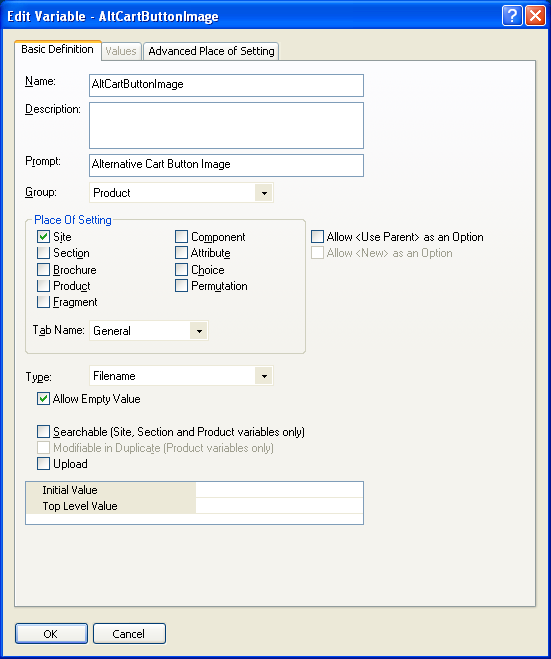 Edit Variable - AltCartButtonImage
Basic Definition Values Advanced Place of Setting
Name: AltCartButtonImage
Description:
Prompt: Alternative Cart Button Image
Group: Product
Place Of Setting
Site Component Allow <Use Parent> as an Option
Section Attribute Allow <New> as an Option
Brochure Choice
Product Permutation
Fragment
Tab Name: General
Type: Filename
Allow Empty Value
Searchable (Site, Section and Product variables only)
Modifiable in Duplicate (Product variables only)
Upload
Initial Value
Top Level Value
OK Cancel